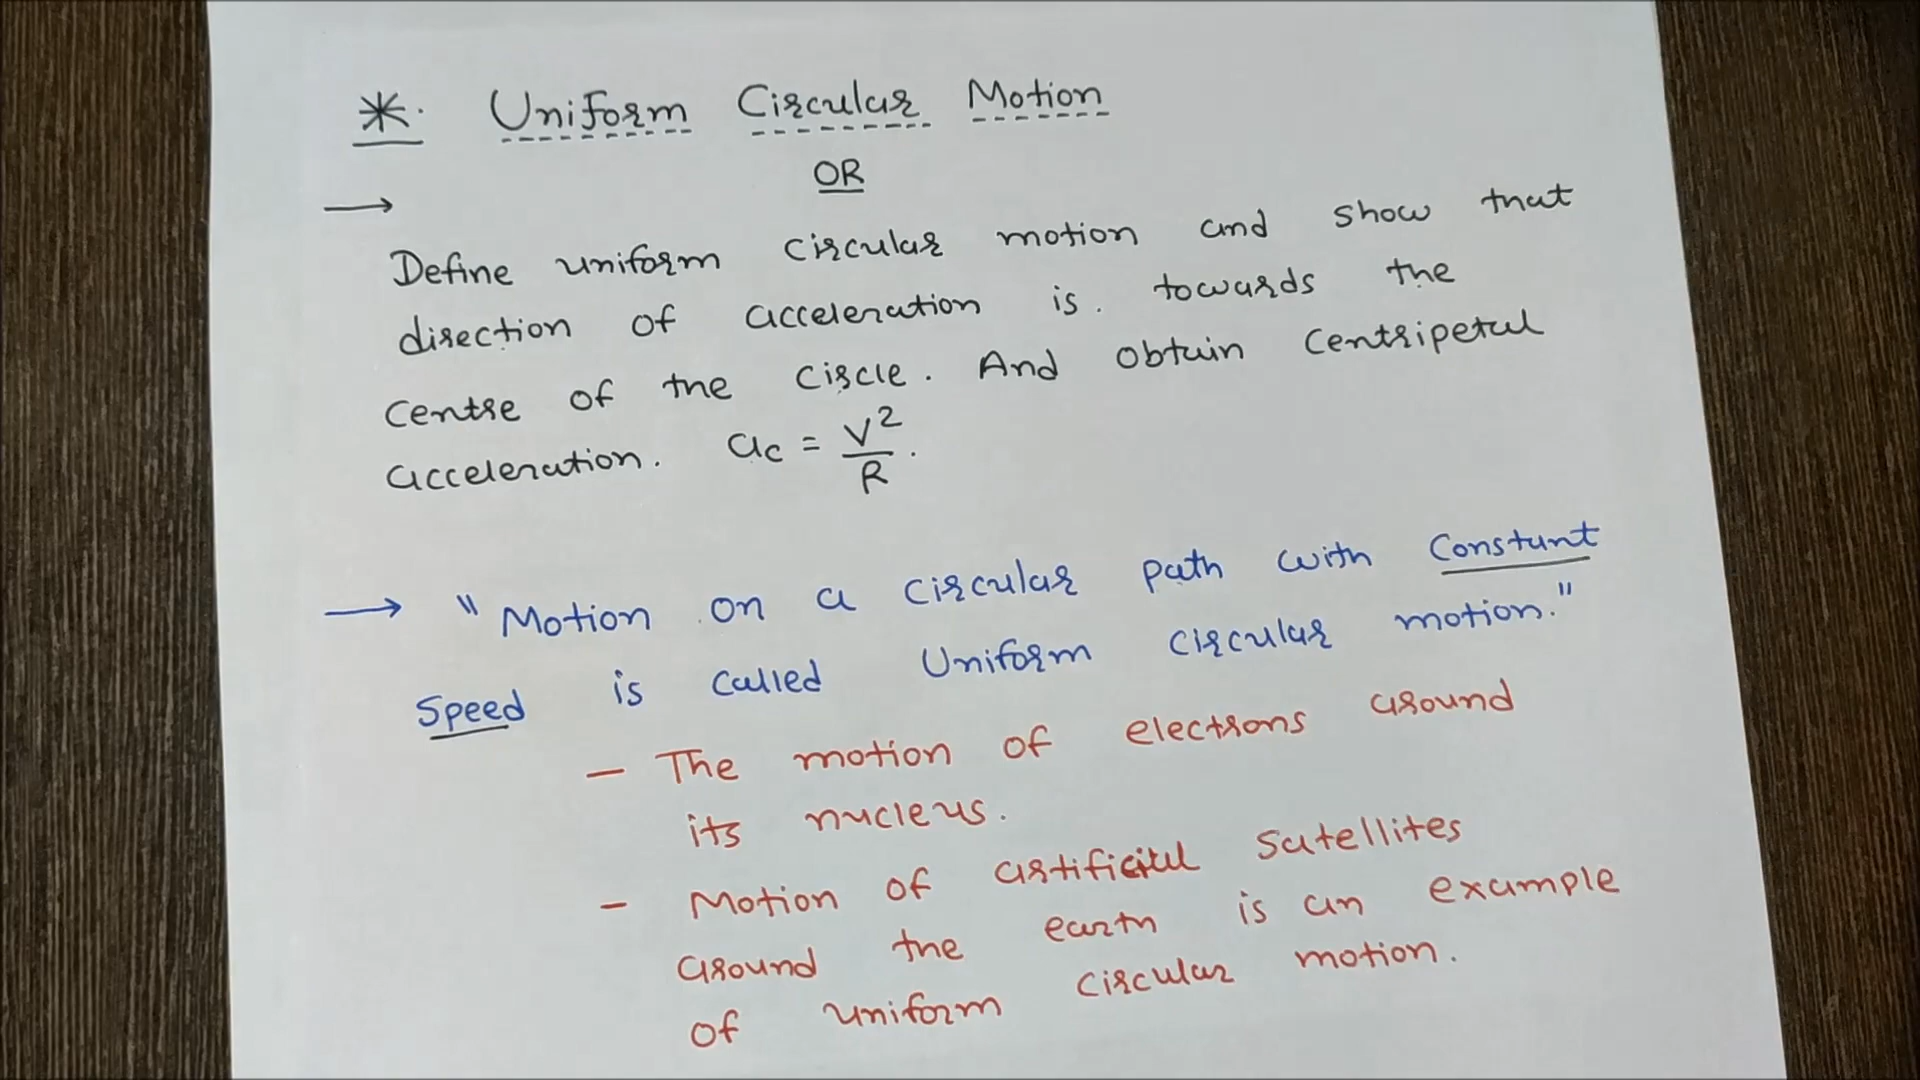 *. Uniform Circular Motion
OR
→
Define uniform circular motion and show that
direction of acceleration is. towards the
centre of the circle. And obtain centripetal
acceleration. ac = V²/R.
→ "Motion on a circular path with Constant
Speed is called Uniform circular motion."
— The motion of electrons around
its nucleus.
– Motion of artificial satellites
around the earth is an example
of uniform circular motion.